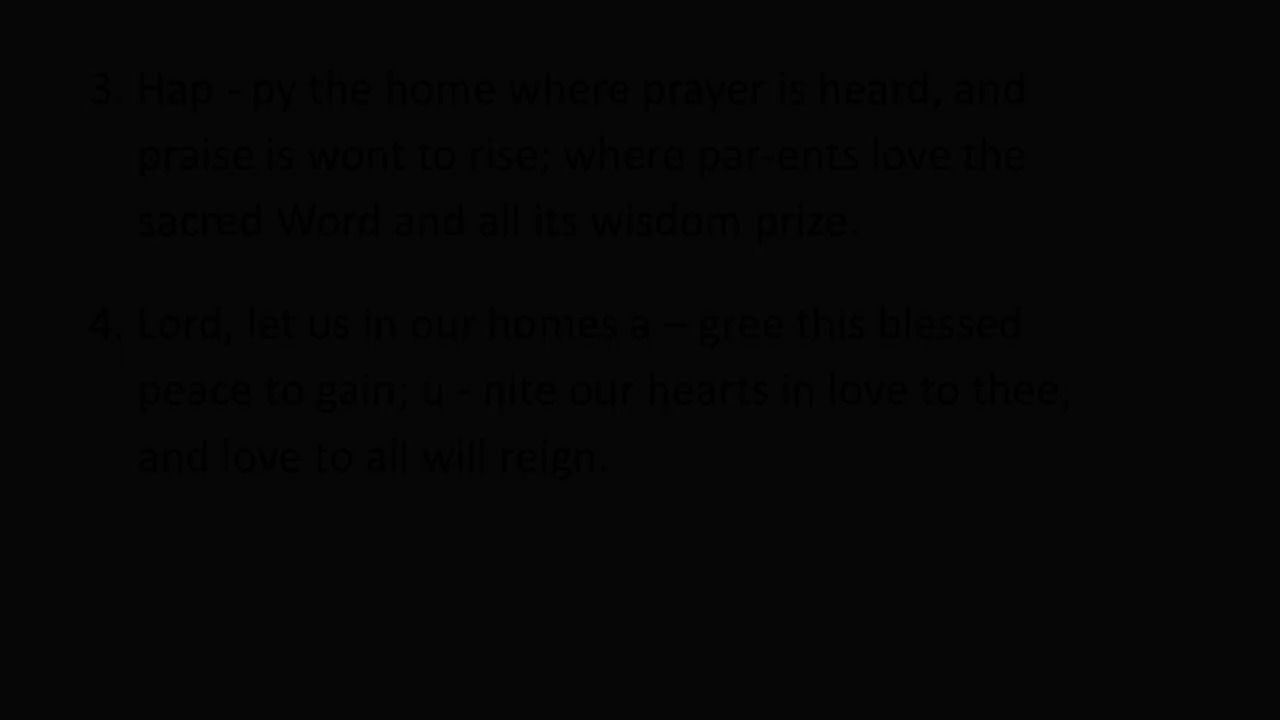 3. Hap - py the home where prayer is heard, and
praise is wont to rise; where par-ents love the
sacred Word and all its wisdom prize.
4. Lord, let us in our homes a – gree this blessed
peace to gain; u - nite our hearts in love to thee,
and love to all will reign.